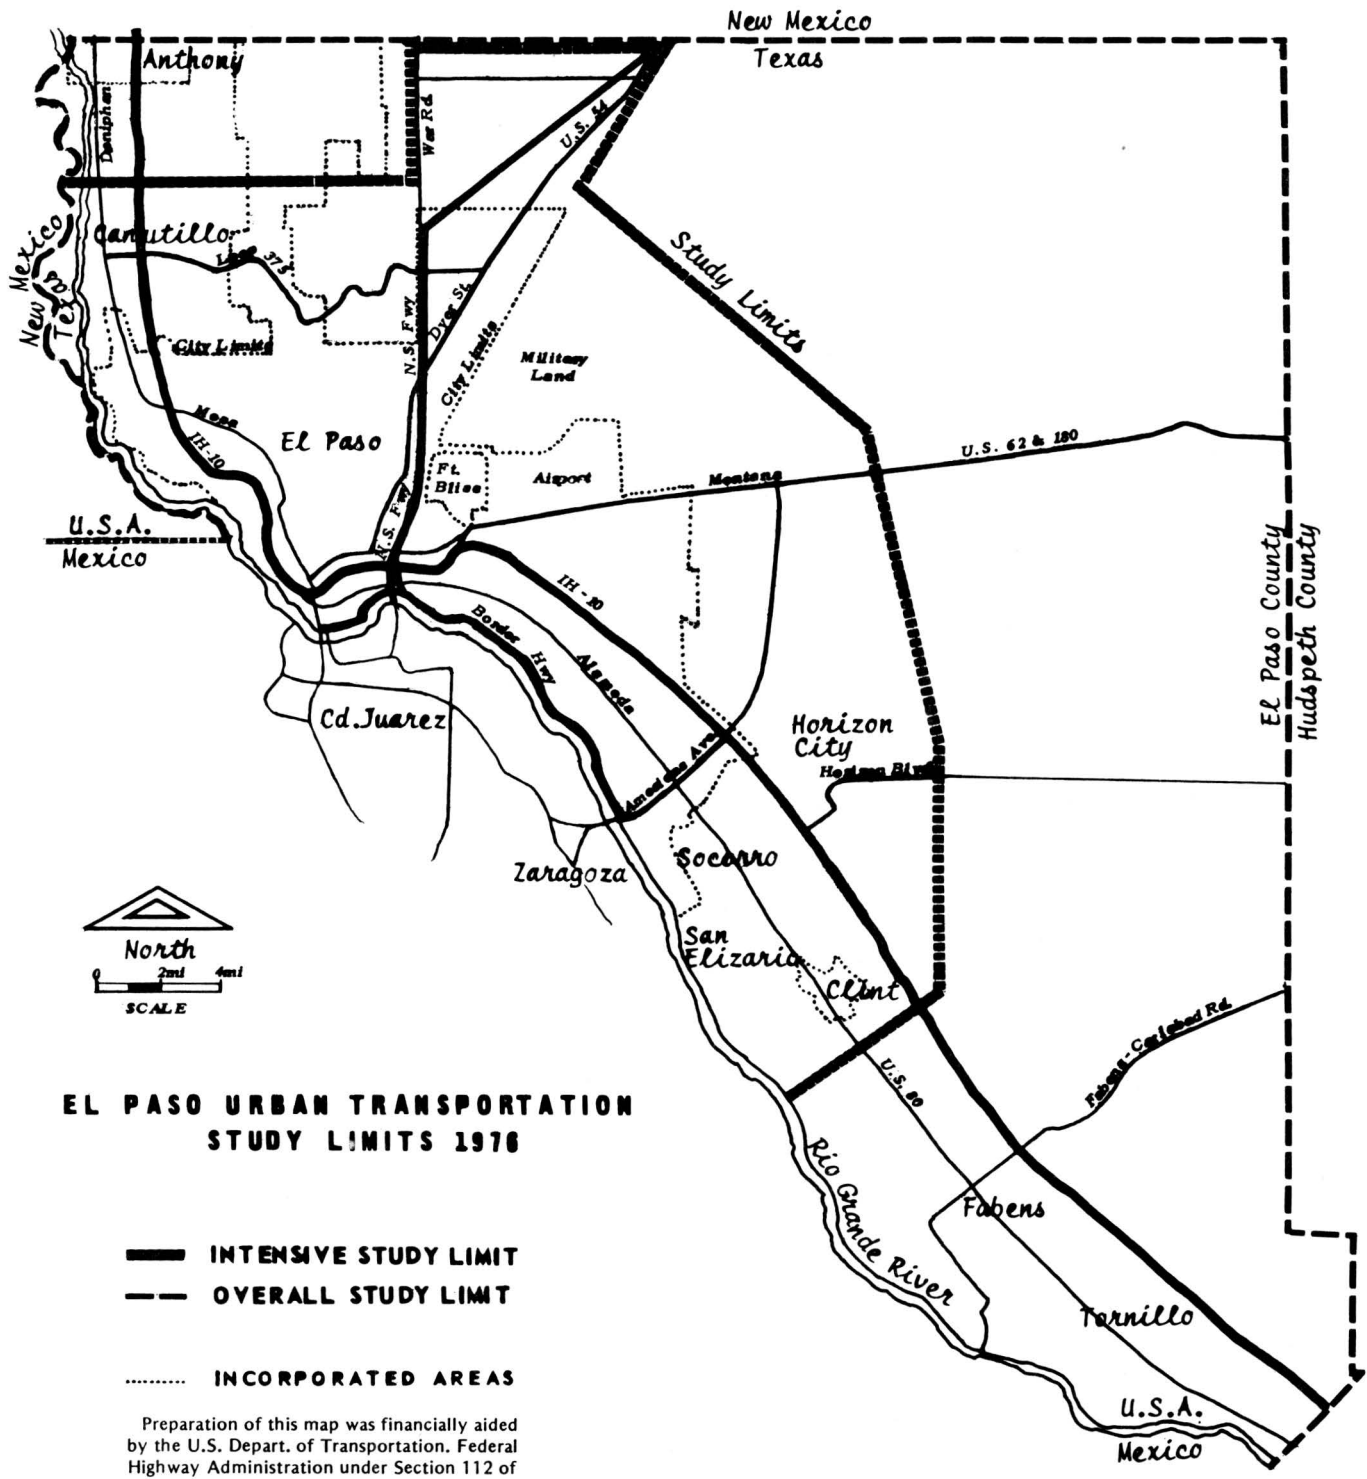 New Mexico
Texas
Anthony
Doniphan
War Rd.
U.S. 54
New Mexico
Texas
Canutillo
Loop 375
Study Limits
N.S. Fwy
Dyer St.
City Limits
City Limits
Military
Land
Mesa
IH-10
El Paso
Ft.
Bliss
Airport
Montana
U.S. 62 & 180
N.S. Fwy
U.S.A.
Mexico
IH-10
Border
Hwy
Alameda
El Paso County
Hudspeth County
Cd. Juarez
Horizon
City
Americas Ave.
Horizon Blvd.
Zaragoza
Socorro
San
Elizario
Clint
North
0 2mi 4mi
SCALE
Fabens-Carlsbad Rd.
U.S. 80
EL PASO URBAN TRANSPORTATION
STUDY LIMITS 1976
Rio Grande River
Fabens
Tornillo
INTENSIVE STUDY LIMIT
OVERALL STUDY LIMIT
INCORPORATED AREAS
U.S.A.
Mexico
Preparation of this map was financially aided
by the U.S. Depart. of Transportation. Federal
Highway Administration under Section 112 of